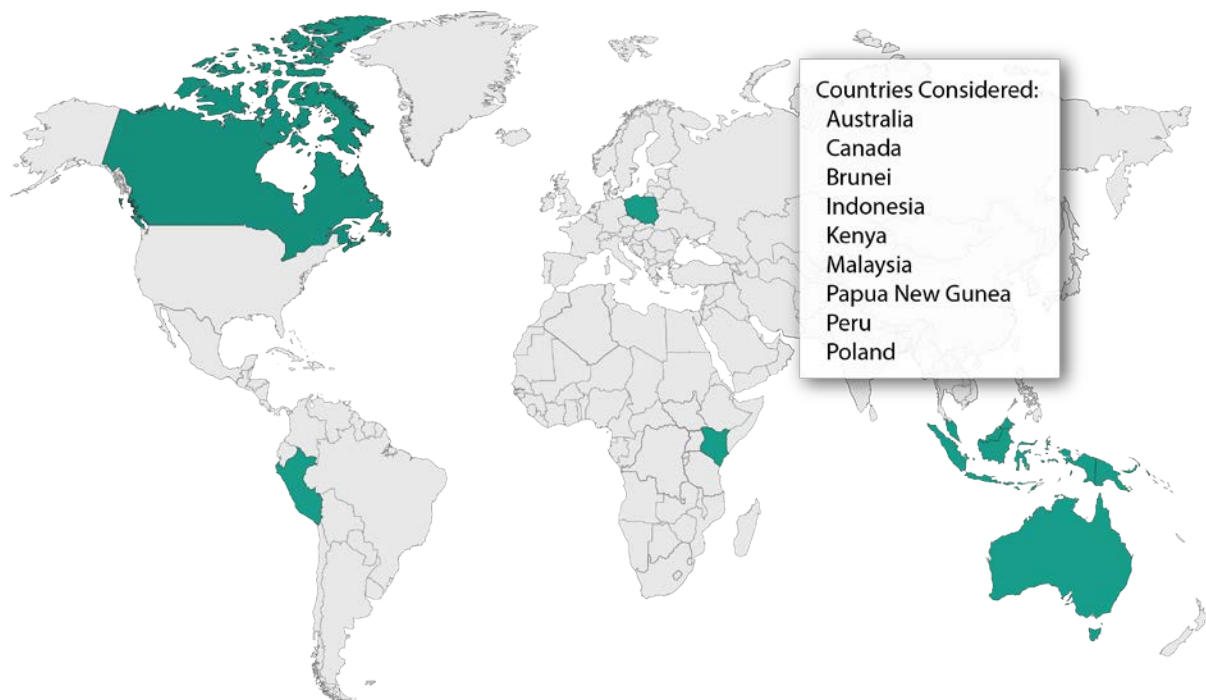 Countries Considered:
Australia
Canada
Brunei
Indonesia
Kenya
Malaysia
Papua New Gunea
Peru
Poland